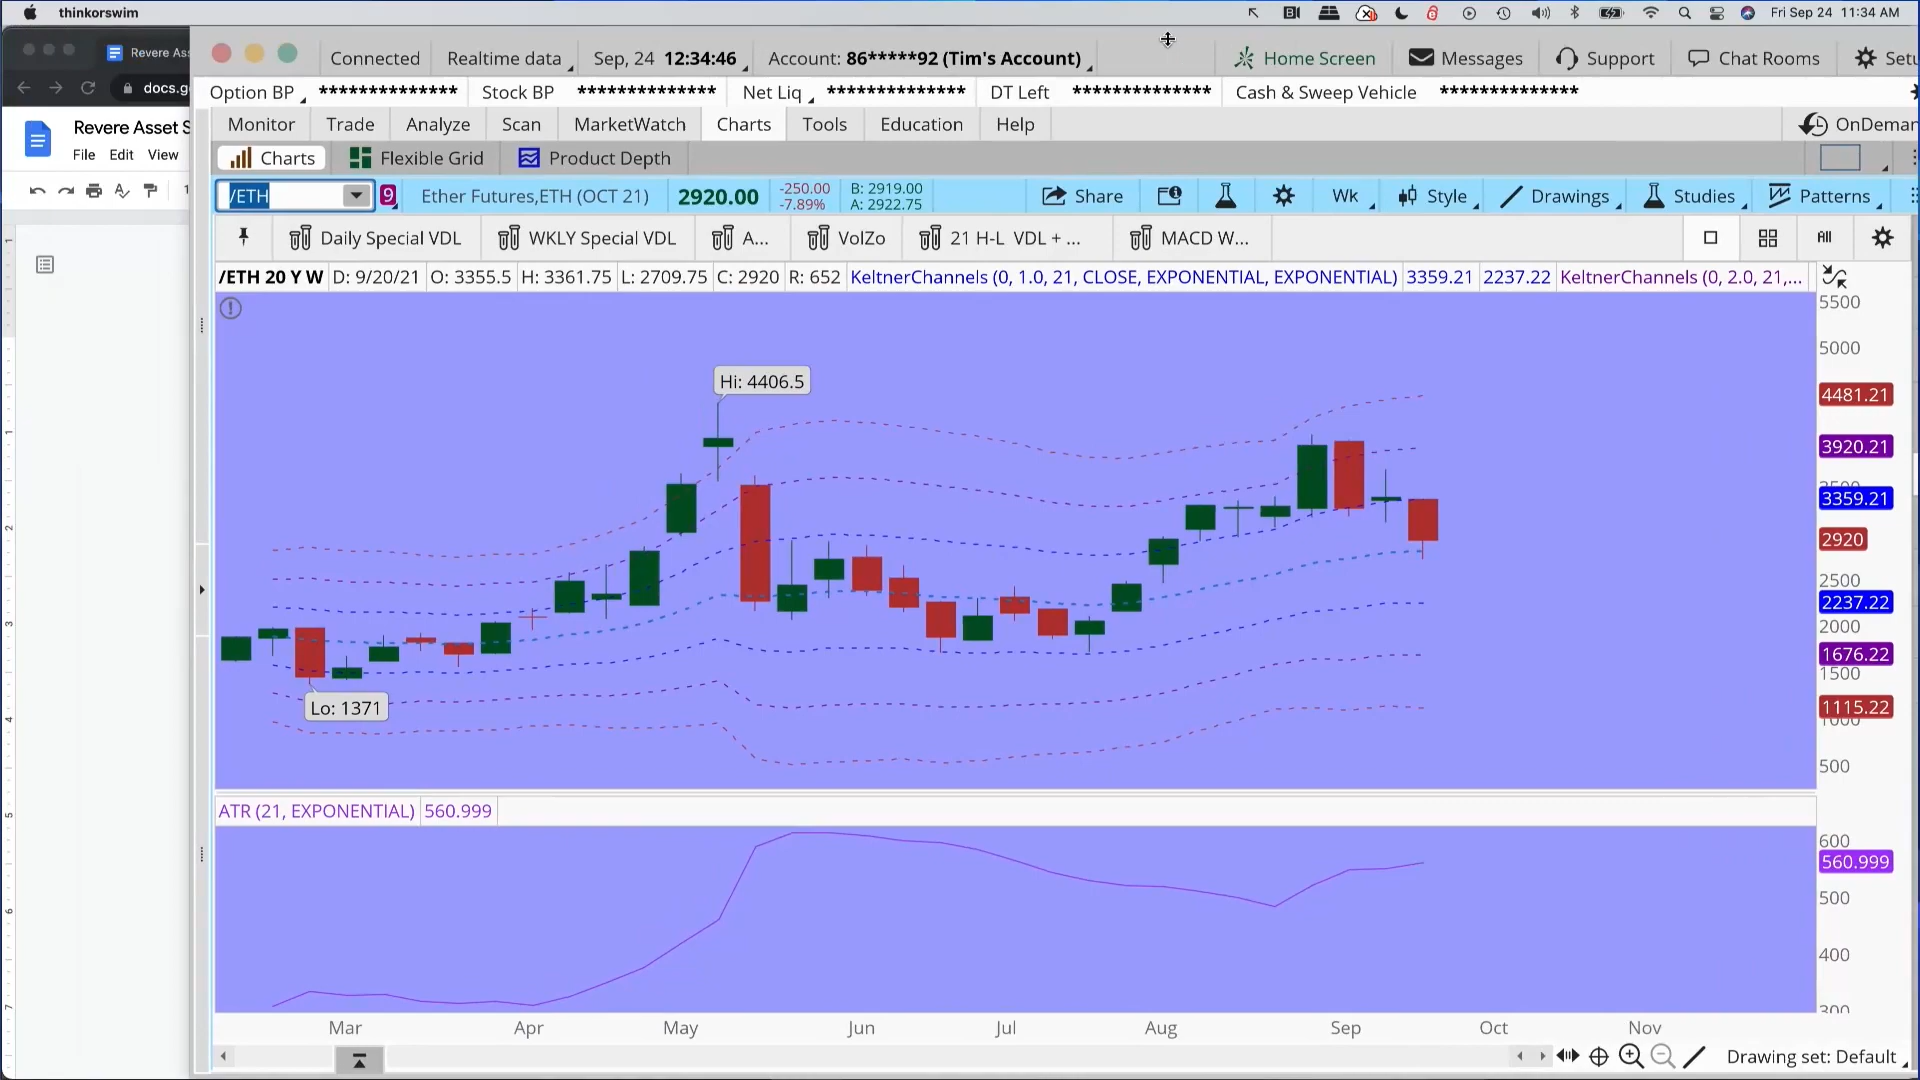 thinkorswim
Fri Sep 24 11:34 AM
Revere Ass
docs.g
Revere Asset S
File Edit View
Connected
Realtime data
Sep, 24 12:34:46
Account: 86*****92 (Tim's Account)
Home Screen
Messages
Support
Chat Rooms
Setu
Option BP **************
Stock BP **************
Net Liq **************
DT Left **************
Cash & Sweep Vehicle **************
Monitor Trade Analyze Scan MarketWatch Charts Tools Education Help
OnDeman
Charts Flexible Grid Product Depth
/ETH
9
Ether Futures,ETH (OCT 21)
2920.00
-250.00
-7.89%
B: 2919.00
A: 2922.75
Share
Wk
Style
Drawings
Studies
Patterns
Daily Special VDL
WKLY Special VDL
A...
VolZo
21 H-L VDL + ...
MACD W...
All
/ETH 20 Y W D: 9/20/21 O: 3355.5 H: 3361.75 L: 2709.75 C: 2920 R: 652 KeltnerChannels (0, 1.0, 21, CLOSE, EXPONENTIAL, EXPONENTIAL) 3359.21 2237.22 KeltnerChannels (0, 2.0, 21,...
5500
5000
Hi: 4406.5
4481.21
3920.21
3359.21
2920
2500
2237.22
2000
1676.22
1500
Lo: 1371
1115.22
1000
500
ATR (21, EXPONENTIAL) 560.999
600
560.999
500
400
300
Mar Apr May Jun Jul Aug Sep Oct Nov
Drawing set: Default